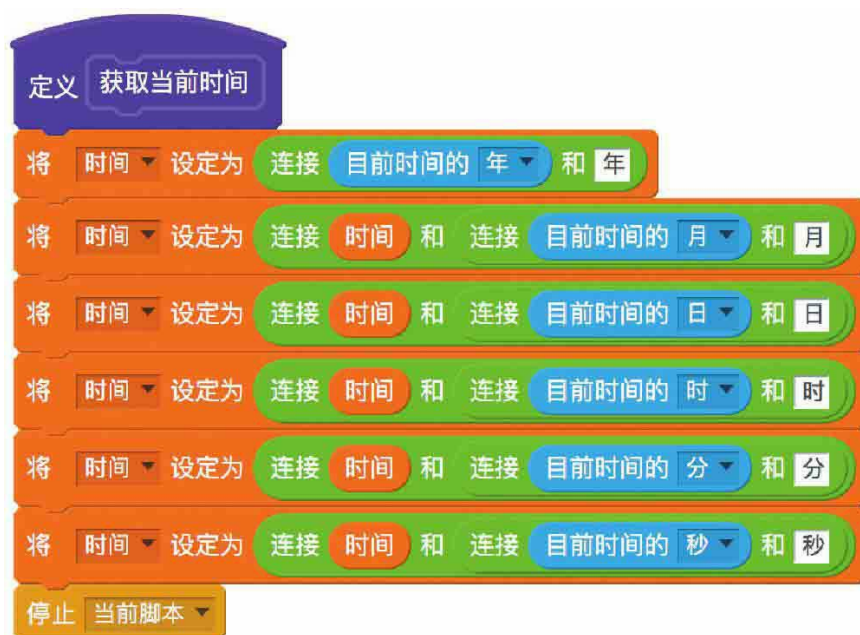 定义 获取当前时间
将 时间 设定为 连接 目前时间的 年 和 年
将 时间 设定为 连接 时间 和 连接 目前时间的 月 和 月
将 时间 设定为 连接 时间 和 连接 目前时间的 日 和 日
将 时间 设定为 连接 时间 和 连接 目前时间的 时 和 时
将 时间 设定为 连接 时间 和 连接 目前时间的 分 和 分
将 时间 设定为 连接 时间 和 连接 目前时间的 秒 和 秒
停止 当前脚本